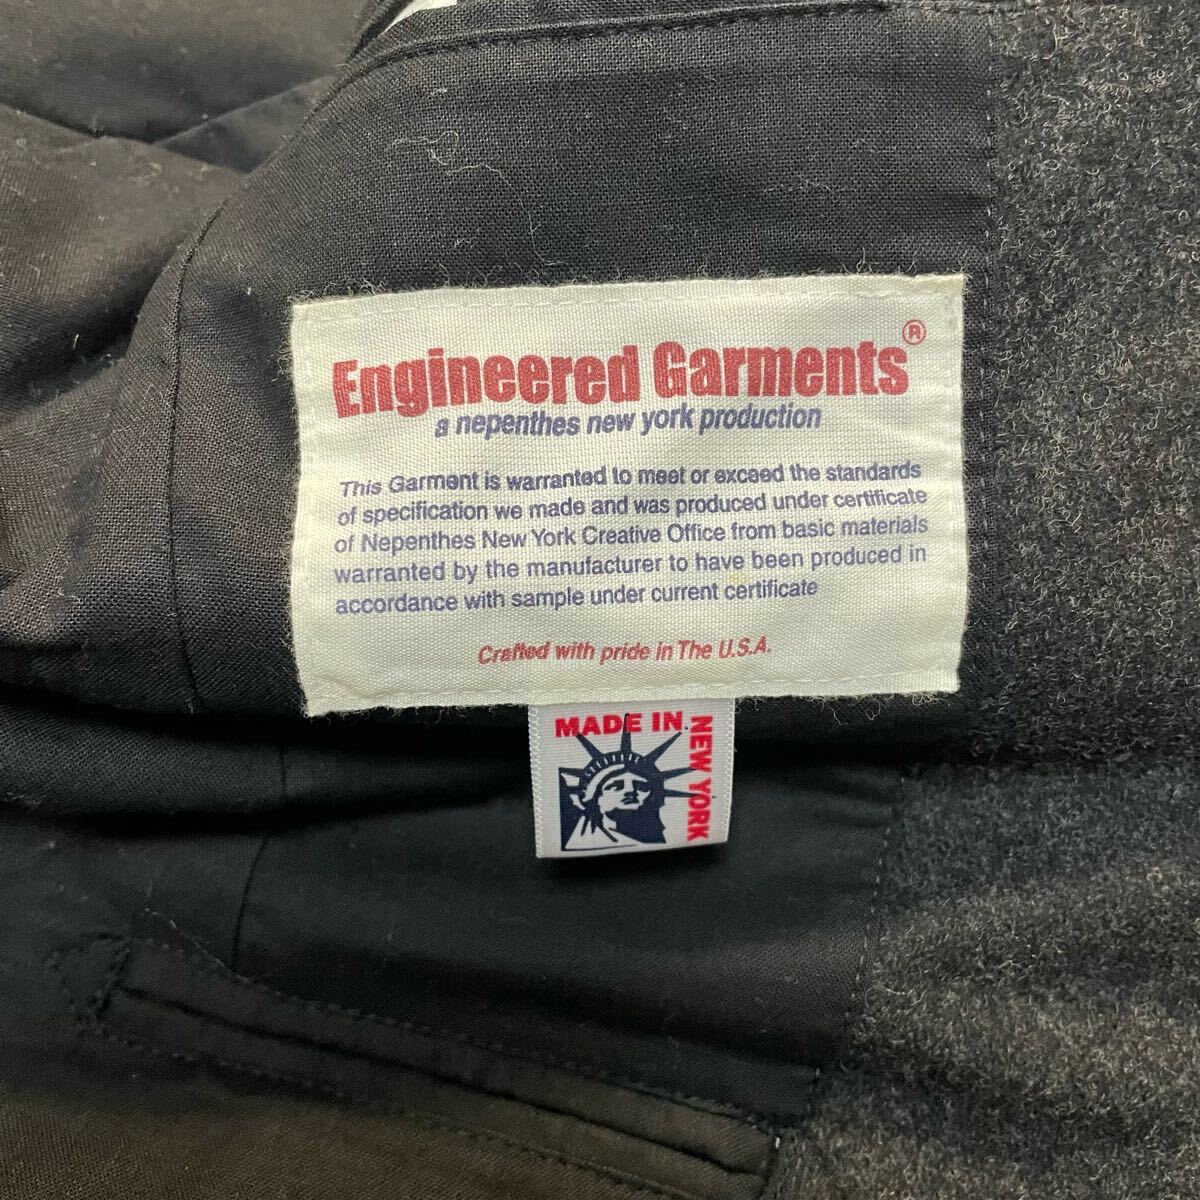 Engineered Garments®
a nepenthes new york production
This Garment is warranted to meet or exceed the standards
of specification we made and was produced under certificate
of Nepenthes New York Creative Office from basic materials
warranted by the manufacturer to have been produced in
accordance with sample under current certificate
Crafted with pride in The U.S.A.
MADE IN
NEW YORK